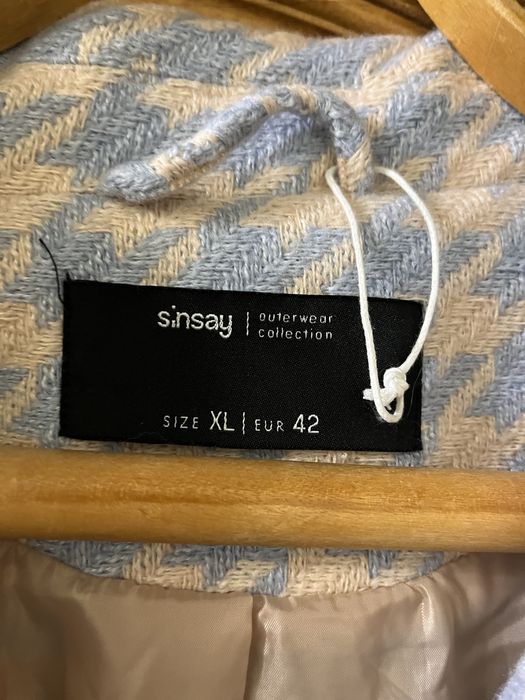 sinsay | outerwear
collection
SIZE XL | EUR 42